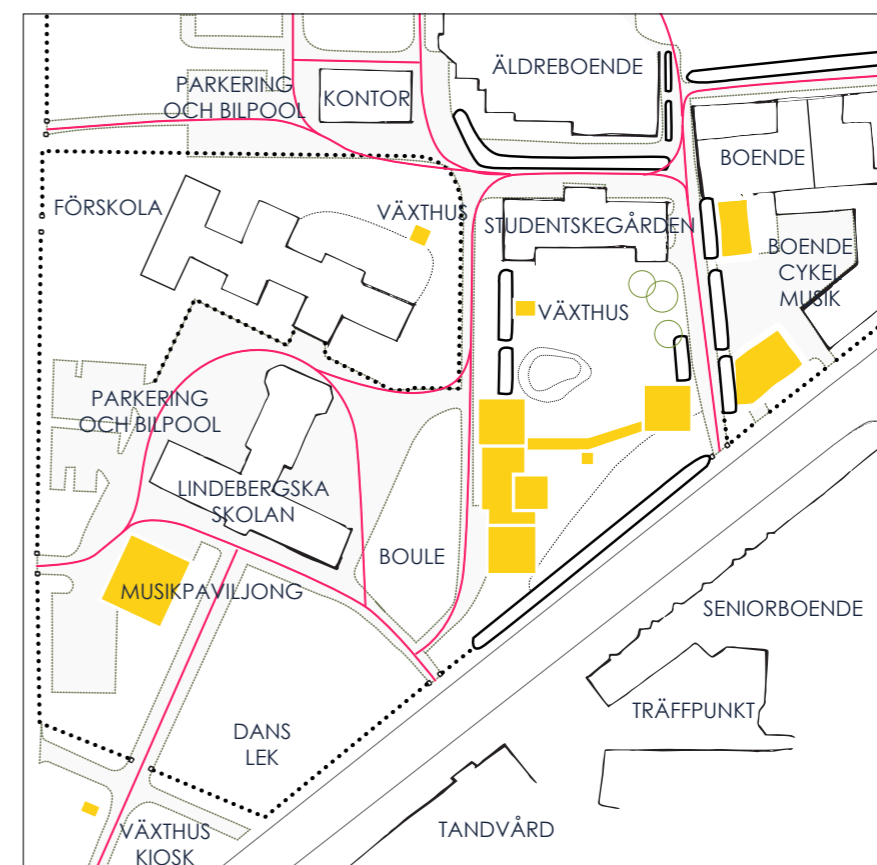 ÄLDREBOENDE
PARKERING
OCH BILPOOL
KONTOR
BOENDE
FÖRSKOLA
VÄXTHUS
STUDENTSKEGÅRDEN
BOENDE
CYKEL
MUSIK
VÄXTHUS
PARKERING
OCH BILPOOL
LINDEBERGSKA
SKOLAN
BOULE
MUSIKPAVILJONG
SENIORBOENDE
TRÄFFPUNKT
DANS
LEK
VÄXTHUS
KIOSK
TANDVÅRD